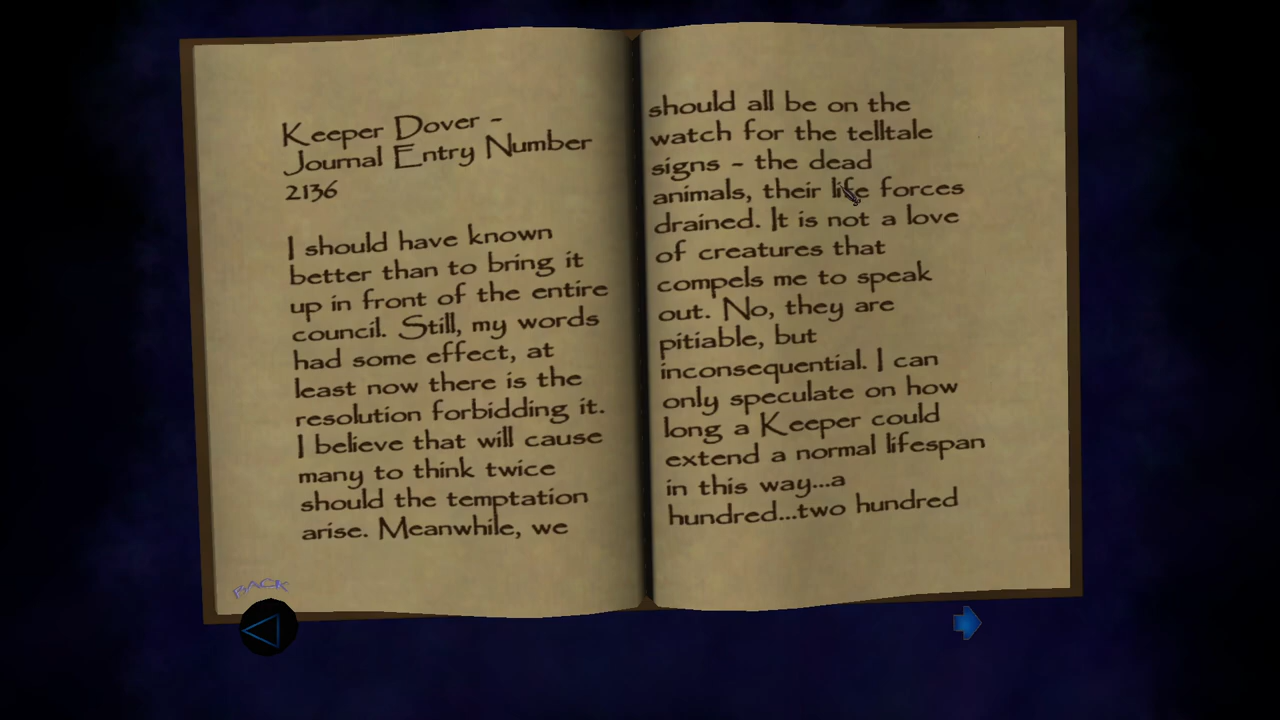 Keeper Dover -
Journal Entry Number
2136
I should have known
better than to bring it
up in front of the entire
council. Still, my words
had some effect, at
least now there is the
resolution forbidding it.
I believe that will cause
many to think twice
should the temptation
arise. Meanwhile, we
should all be on the
watch for the telltale
signs - the dead
animals, their life forces
drained. It is not a love
of creatures that
compels me to speak
out. No, they are
pitiable, but
inconsequential. I can
only speculate on how
long a Keeper could
extend a normal lifespan
in this way...a
hundred...two hundred
BACK